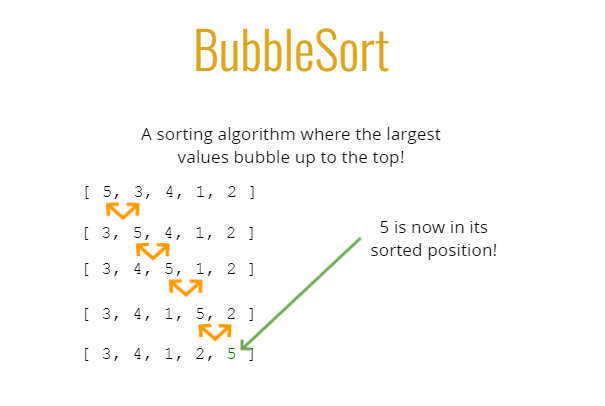 BubbleSort
A sorting algorithm where the largest
values bubble up to the top!
[ 5, 3, 4, 1, 2 ]
[ 3, 5, 4, 1, 2 ]
[ 3, 4, 5, 1, 2 ]
[ 3, 4, 1, 5, 2 ]
[ 3, 4, 1, 2, 5 ]
5 is now in its
sorted position!